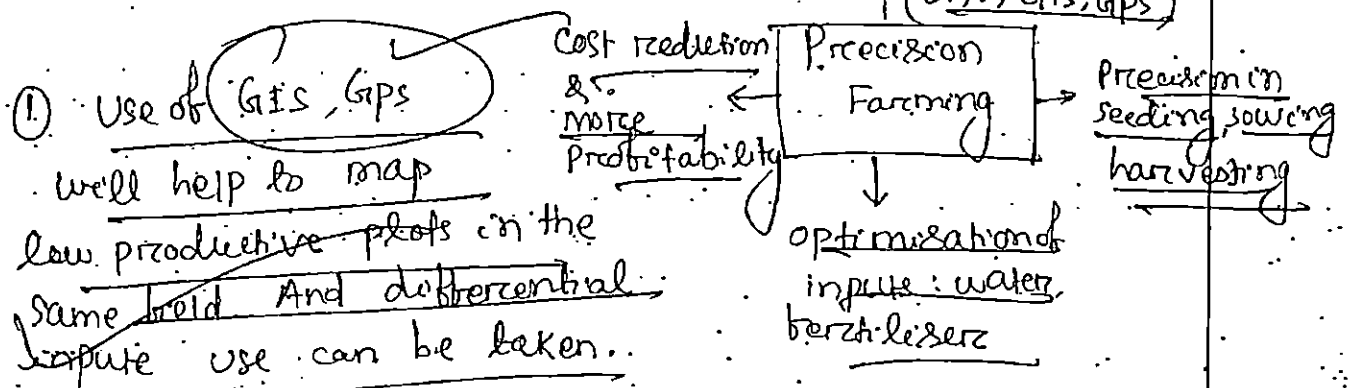 GIS, GPS)
① Use of GIS, Gps
will help to map
low productive plots in the
same field And differential
inputs use can be taken..
Cost reduction
&
more
profitability
Precision
Farming
Precision in
seeding, sowing
harvesting
optimisation of
inputs: water,
fertiliser